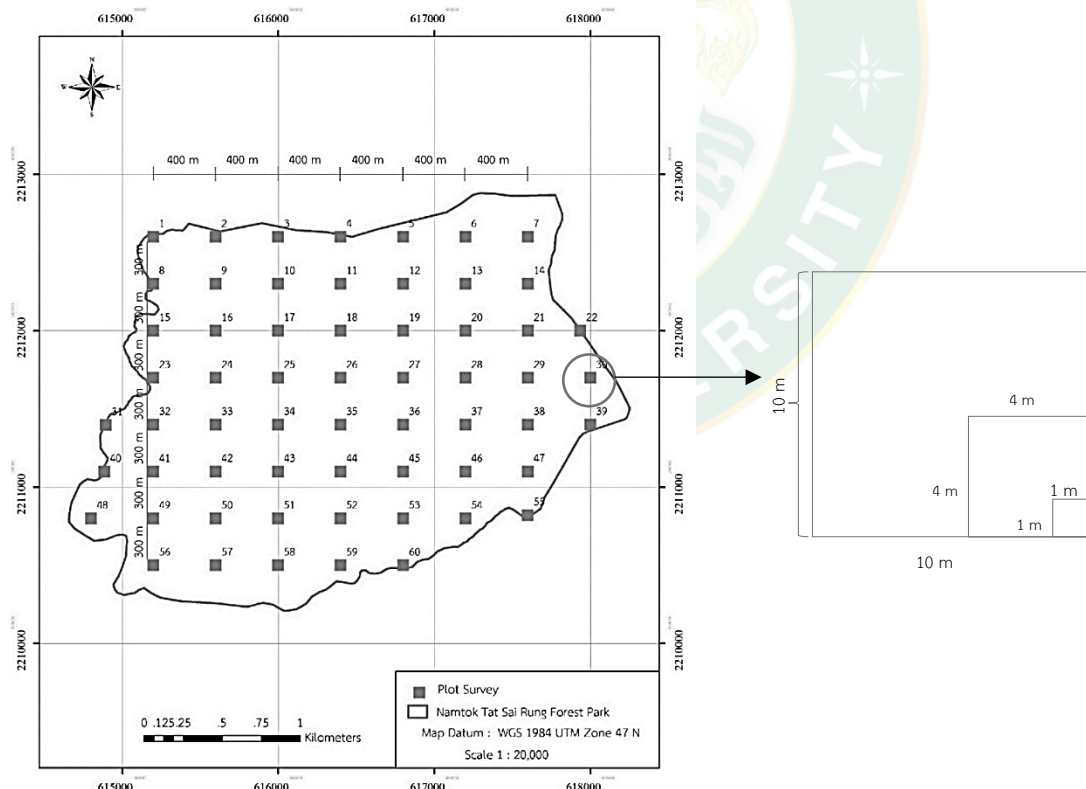 615000 616000 617000 618000
N
W E
S
400 m 400 m 400 m 400 m 400 m 400 m
2213000 2213000
1 2 3 4 5 6 7
300 m
8 9 10 11 12 13 14
300 m
15 16 17 18 19 20 21 22
2212000 2212000
300 m
23 24 25 26 27 28 29 30
300 m
31 32 33 34 35 36 37 38 39
300 m
40 41 42 43 44 45 46 47
2211000 2211000
300 m
48 49 50 51 52 53 54 55
300 m
56 57 58 59 60
2210000 2210000
Plot Survey
Namtok Tat Sai Rung Forest Park
Map Datum : WGS 1984 UTM Zone 47 N
Scale 1 : 20,000
0 .125.25 .5 .75 1
Kilometers
615000 616000 617000 618000
10 m
4 m
4 m
1 m
1 m
10 m
ERSITY